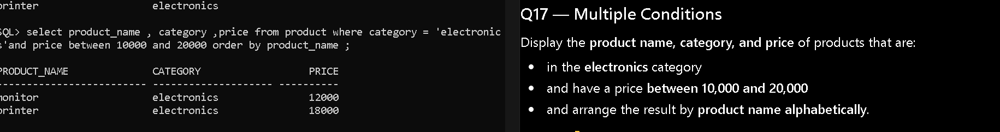 printer electronics
SQL> select product_name , category ,price from product where category = 'electronic
s'and price between 10000 and 20000 order by product_name ;
PRODUCT_NAME CATEGORY PRICE
------------------------- -------------------- ----------
monitor electronics 12000
printer electronics 18000
Q17 — Multiple Conditions
Display the product name, category, and price of products that are:
• in the electronics category
• and have a price between 10,000 and 20,000
• and arrange the result by product name alphabetically.